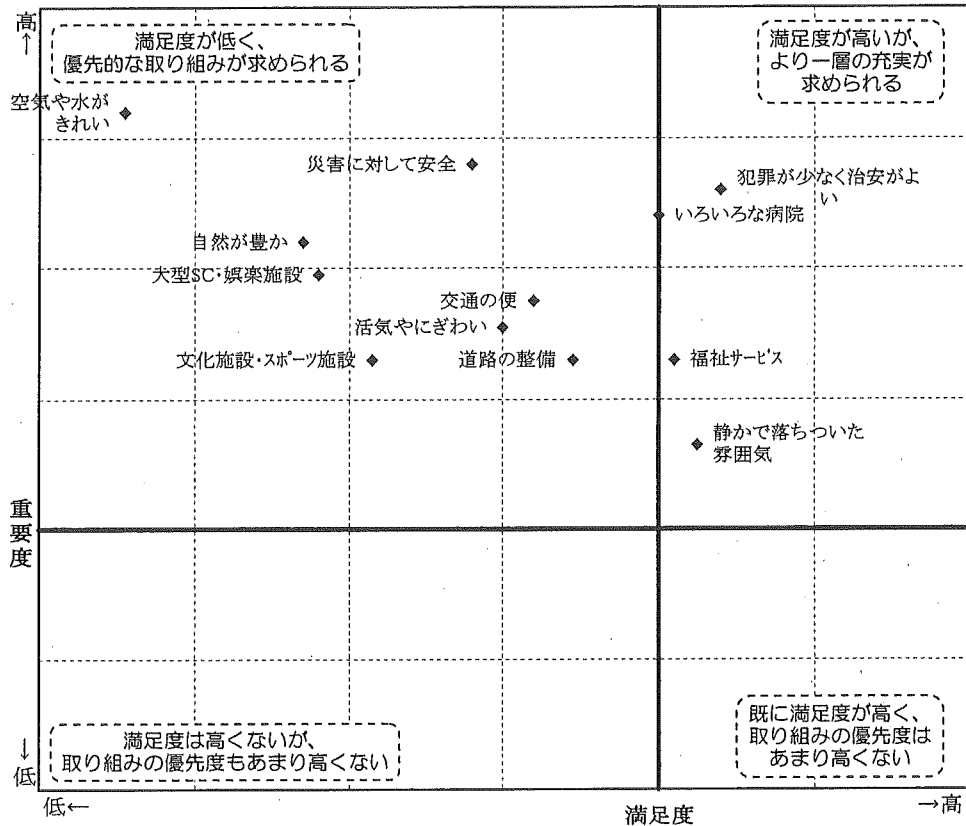 高
↑
満足度が低く、
優先的な取り組みが求められる
満足度が高いが、
より一層の充実が
求められる
空気や水が
きれい
災害に対して安全
犯罪が少なく治安がよ
い
いろいろな病院
自然が豊か
大型SC・娯楽施設
交通の便
活気やにぎわい
文化施設・スポーツ施設
道路の整備
福祉サービス
静かで落ちついた
雰囲気
重要度
満足度は高くないが、
取り組みの優先度もあまり高くない
既に満足度が高く、
取り組みの優先度は
あまり高くない
↓
低
低←
満足度
→高